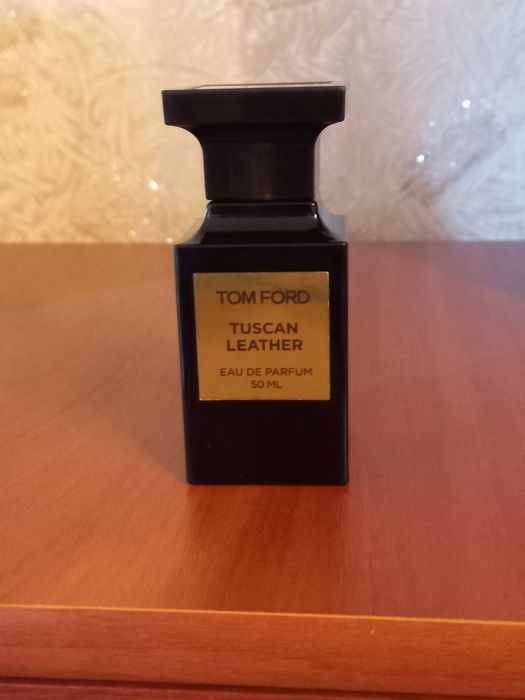 TOM FORD
TUSCAN
LEATHER
EAU DE PARFUM
50 ML